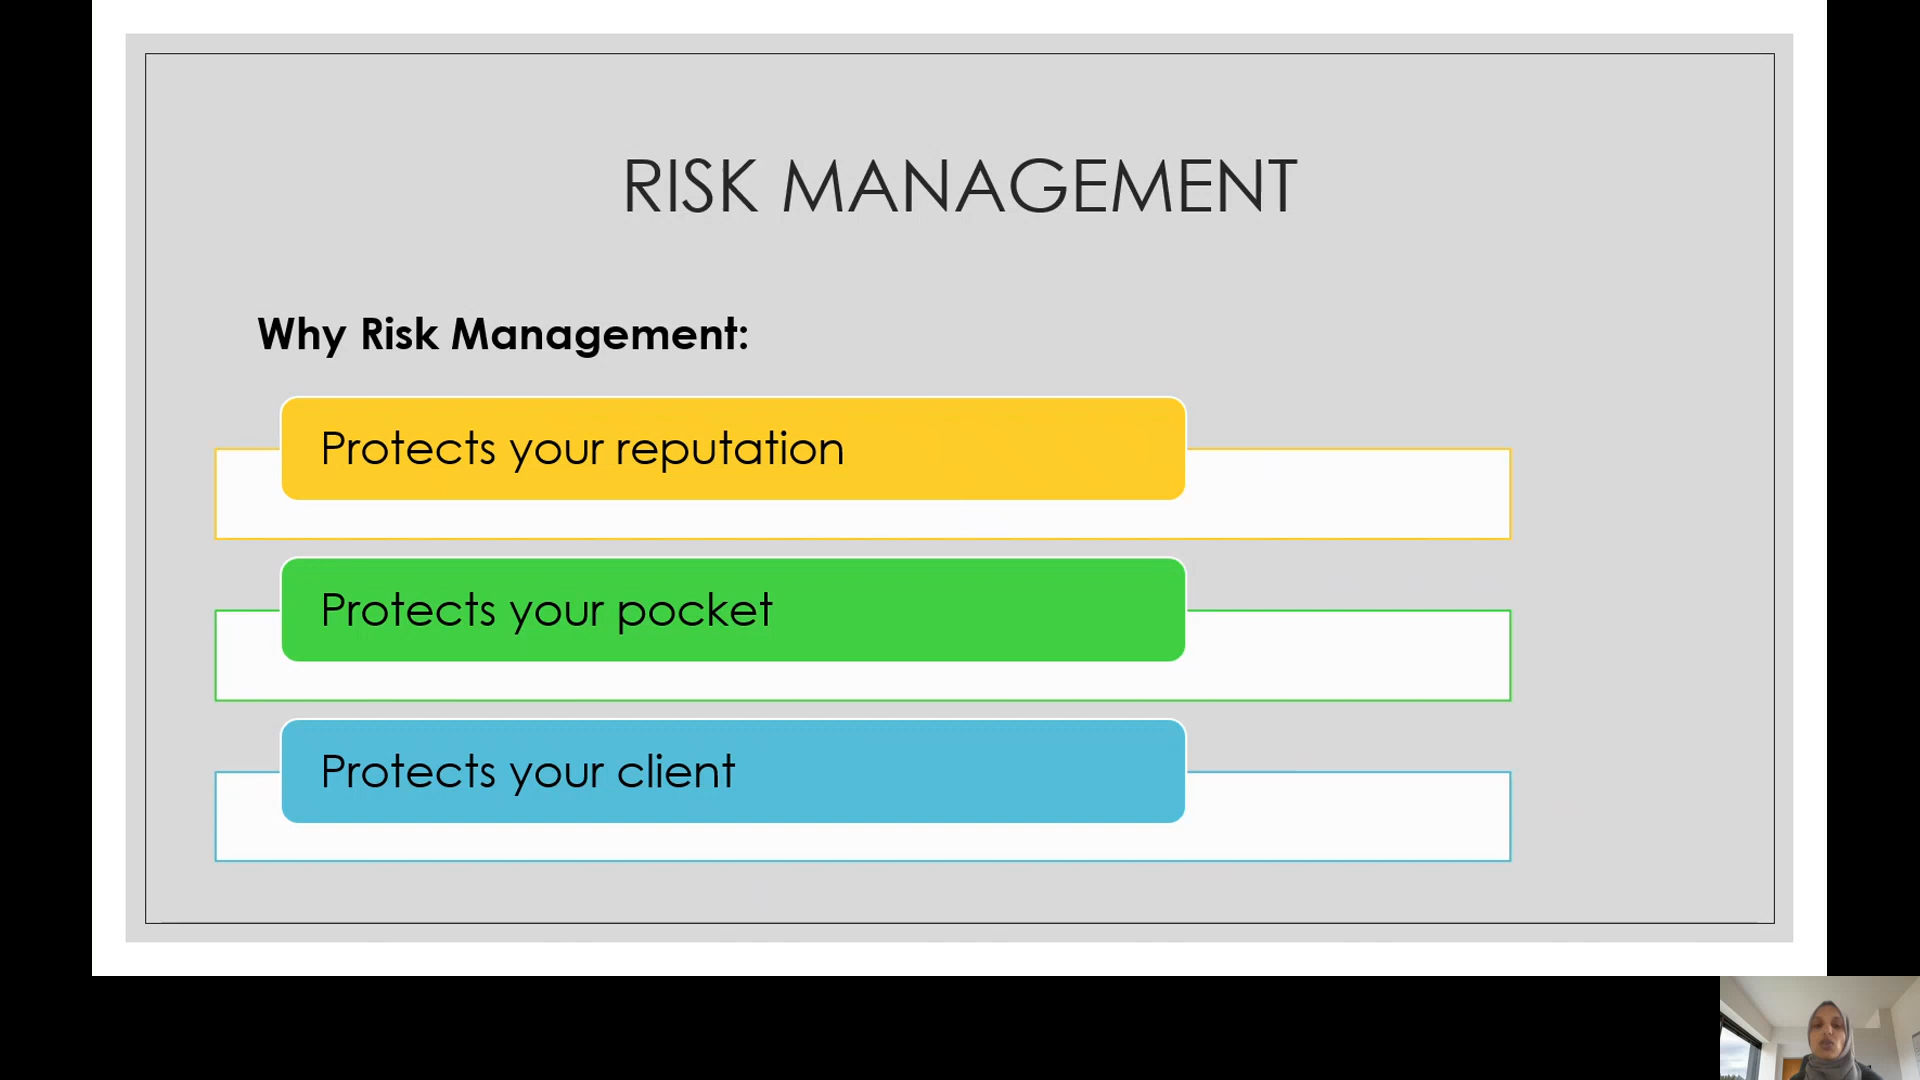 RISK MANAGEMENT
Why Risk Management:
Protects your reputation
Protects your pocket
Protects your client